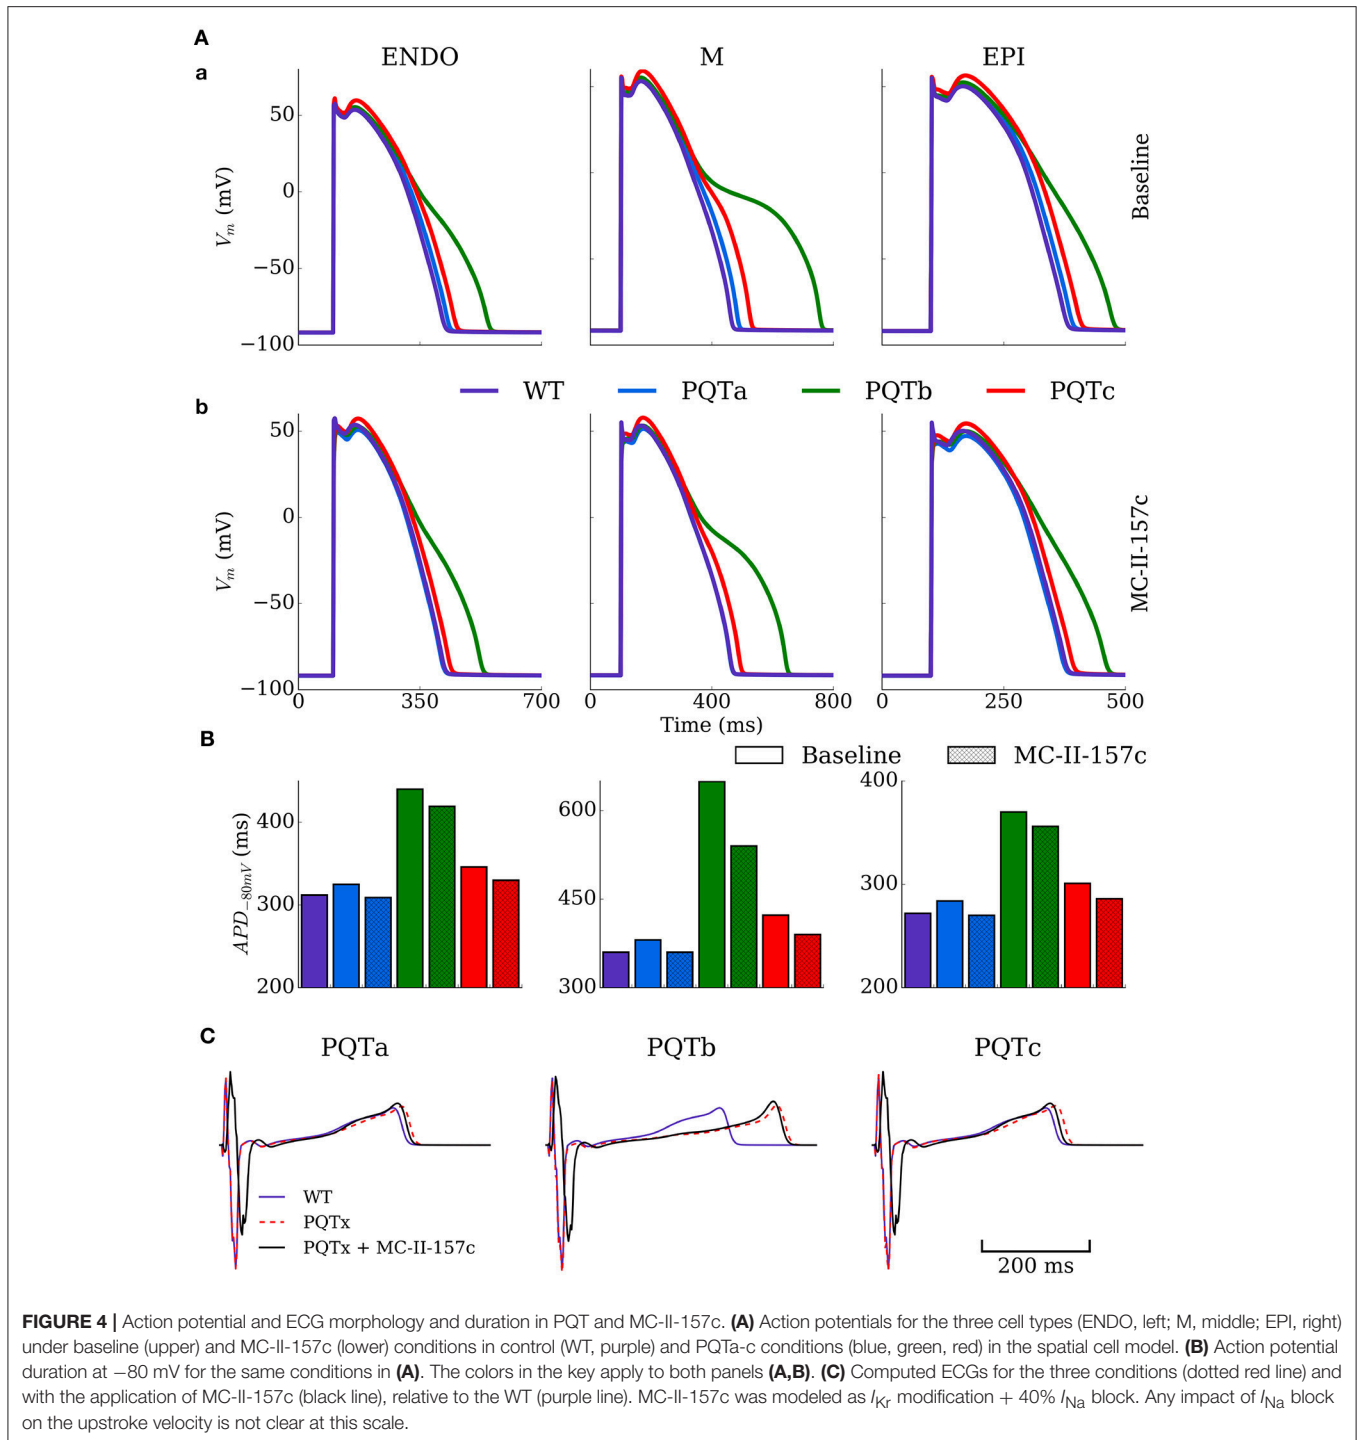 A
ENDO M EPI
a
50
0
−50
−100
V_m (mV)
Baseline
WT PQTa PQTb PQTc
b
50
0
−50
−100
V_m (mV)
MC-II-157c
0 350 700 0 400 800 0 250 500
Time (ms)
B
Baseline MC-II-157c
400
300
200
APD_−80mV (ms)
600
450
300
400
300
200
C
PQTa PQTb PQTc
WT
PQTx
PQTx + MC-II-157c
200 ms
FIGURE 4 | Action potential and ECG morphology and duration in PQT and MC-II-157c. (A) Action potentials for the three cell types (ENDO, left; M, middle; EPI, right)
under baseline (upper) and MC-II-157c (lower) conditions in control (WT, purple) and PQTa-c conditions (blue, green, red) in the spatial cell model. (B) Action potential
duration at −80 mV for the same conditions in (A). The colors in the key apply to both panels (A,B). (C) Computed ECGs for the three conditions (dotted red line) and
with the application of MC-II-157c (black line), relative to the WT (purple line). MC-II-157c was modeled as I_Kr modification + 40% I_Na block. Any impact of I_Na block
on the upstroke velocity is not clear at this scale.